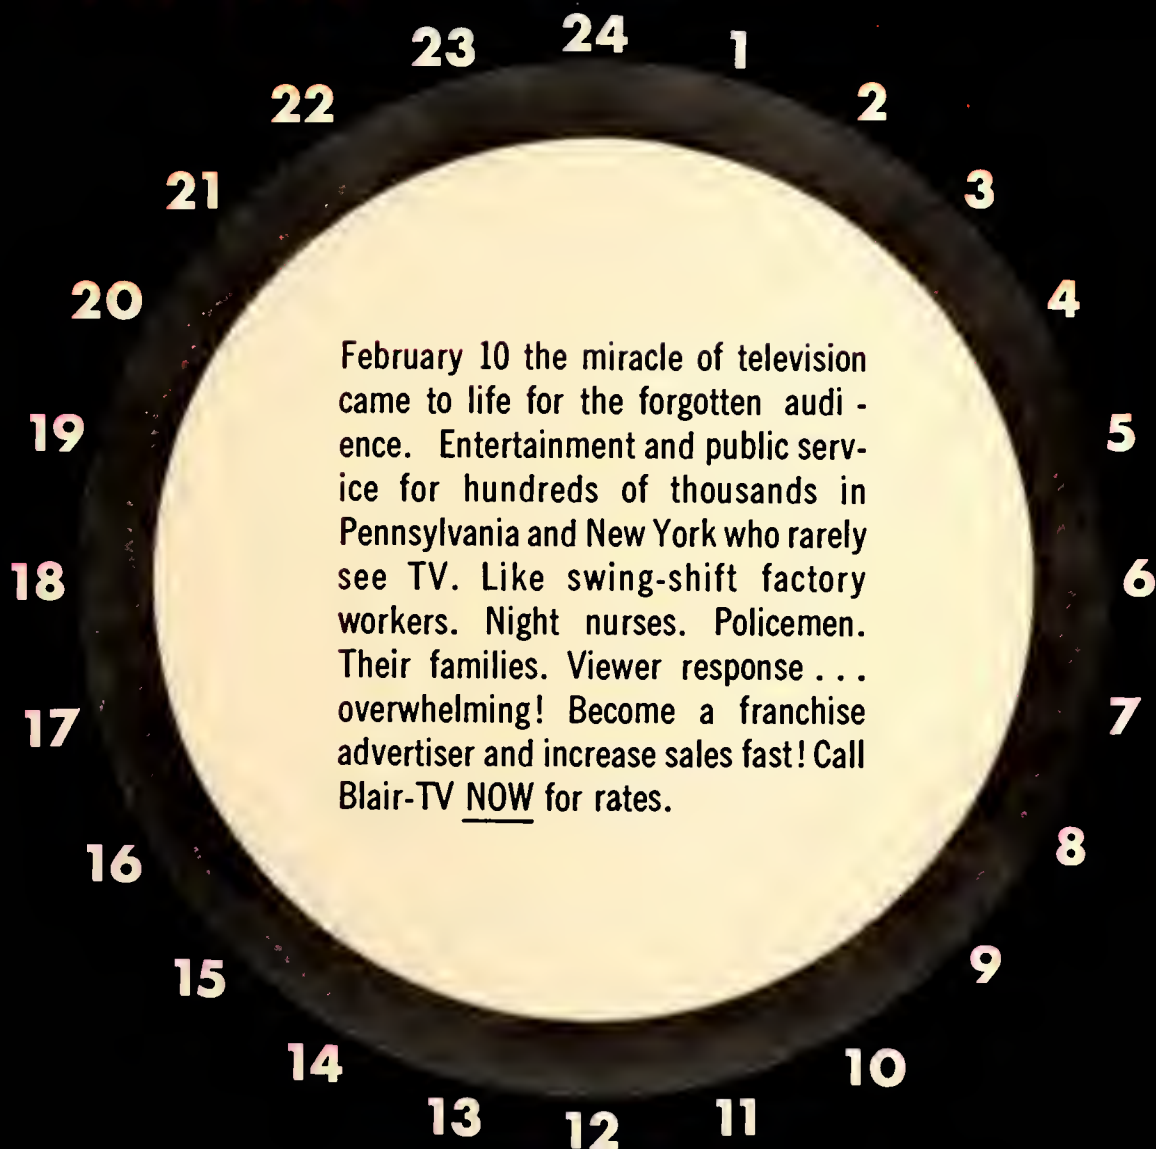 24
1
2
3
4
5
6
7
8
9
10
11
12
13
14
15
16
17
18
19
20
21
22
23
February 10 the miracle of television
came to life for the forgotten audi -
ence. Entertainment and public serv-
ice for hundreds of thousands in
Pennsylvania and New York who rarely
see TV. Like swing-shift factory
workers. Night nurses. Policemen.
Their families. Viewer response . . .
overwhelming! Become a franchise
advertiser and increase sales fast! Call
Blair-TV NOW for rates.